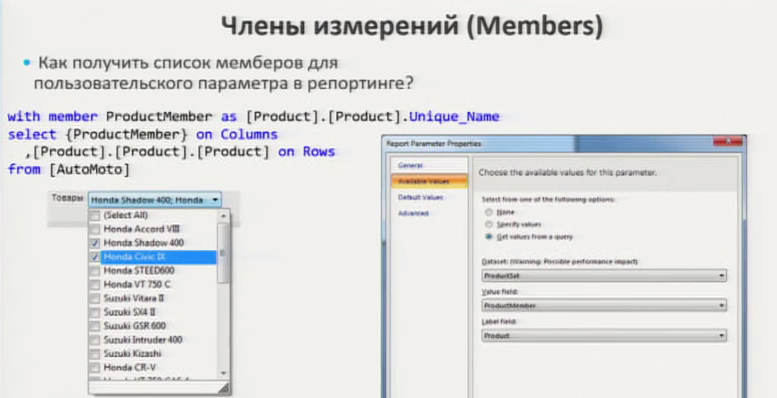 Члены измерений (Members)
Как получить список мемберов для
пользовательского параметра в репортинге?
with member ProductMember as [Product].[Product].Unique_Name
select {ProductMember} on Columns
,[Product].[Product].[Product] on Rows
from [AutoMoto]
Товары Honda Shadow 400; Honda
(Select All)
Honda Accord VIII
Honda Shadow 400
Honda Civic IX
Honda STEED600
Honda VT 750 C
Suzuki Vitara II
Suzuki SX4 II
Suzuki GSR 600
Suzuki Intruder 400
Suzuki Kizashi
Honda CR-V
Report Parameter Properties
General
Available Values
Default Values
Advanced
Choose the available values for this parameter.
Select from one of the following options:
None
Specify values
Get values from a query
Dataset: (Warning: Possible performance impact)
ProductSet
Value field:
ProductMember
Label field:
Product